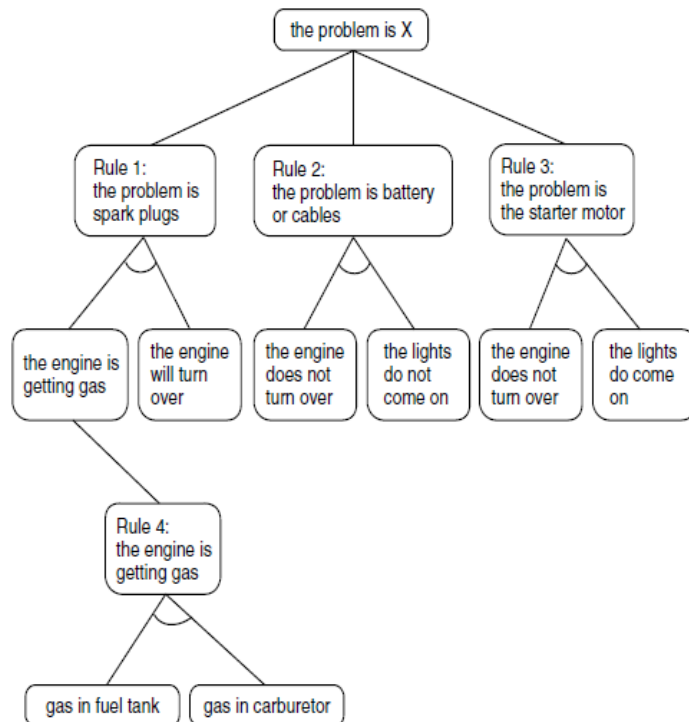 the problem is X
Rule 1:
the problem is
spark plugs
Rule 2:
the problem is battery
or cables
Rule 3:
the problem is
the starter motor
the engine is
getting gas
the engine
will turn
over
the engine
does not
turn over
the lights
do not
come on
the engine
does not
turn over
the lights
do come
on
Rule 4:
the engine is
getting gas
gas in fuel tank
gas in carburetor